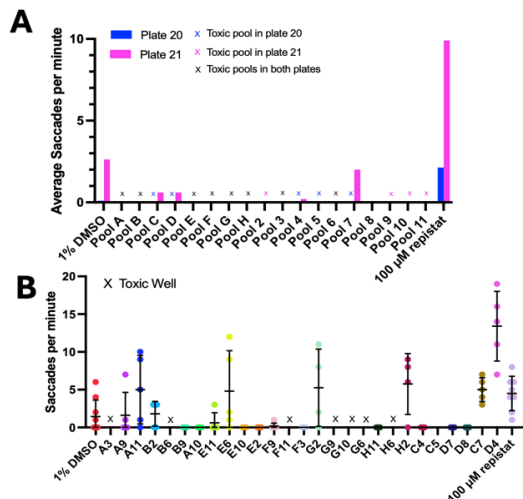 A
Plate 20
Plate 21
x Toxic pool in plate 20
x Toxic pool in plate 21
x Toxic pools in both plates
Average Saccades per minute
10
5
0
1% DMSO
Pool A
Pool B
Pool C
Pool D
Pool E
Pool F
Pool G
Pool H
Pool 2
Pool 3
Pool 4
Pool 5
Pool 6
Pool 7
Pool 8
Pool 9
Pool 10
Pool 11
100 µM repistat
B
X Toxic Well
Saccades per minute
20
15
10
5
0
1% DMSO
A3
A9
A11
B2
B6
B9
A10
E11
E6
E10
E2
F9
F11
F3
G2
G9
G10
G6
H11
H6
H2
C4
C5
D7
D8
C7
D4
100 µM repistat